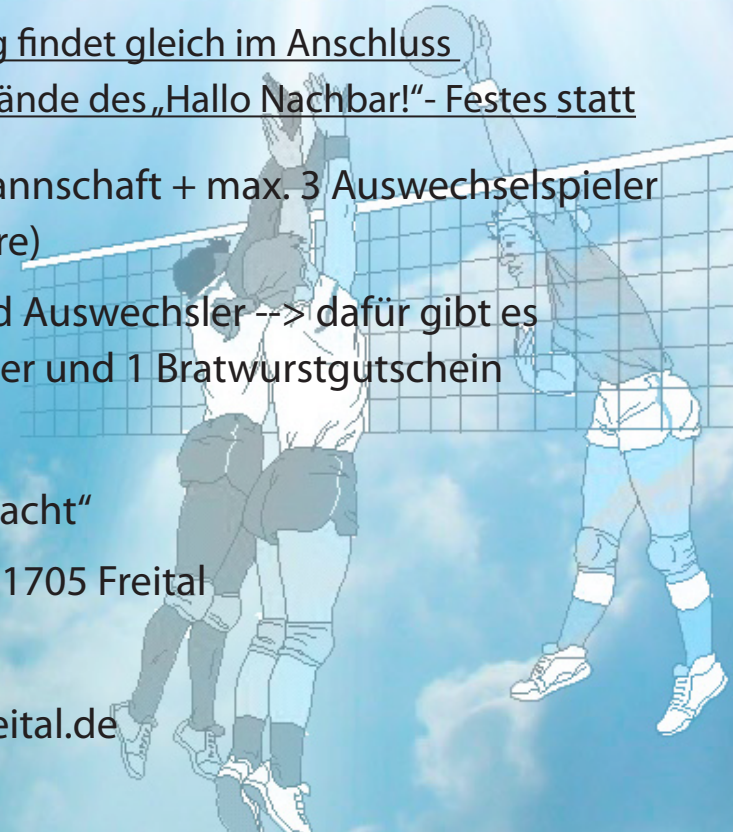 g findet gleich im Anschluss
ände des „Hallo Nachbar!“- Festes statt
annschaft + max. 3 Auswechselspieler
re)
d Auswechsler --> dafür gibt es
er und 1 Bratwurstgutschein
acht“
1705 Freital
eital.de